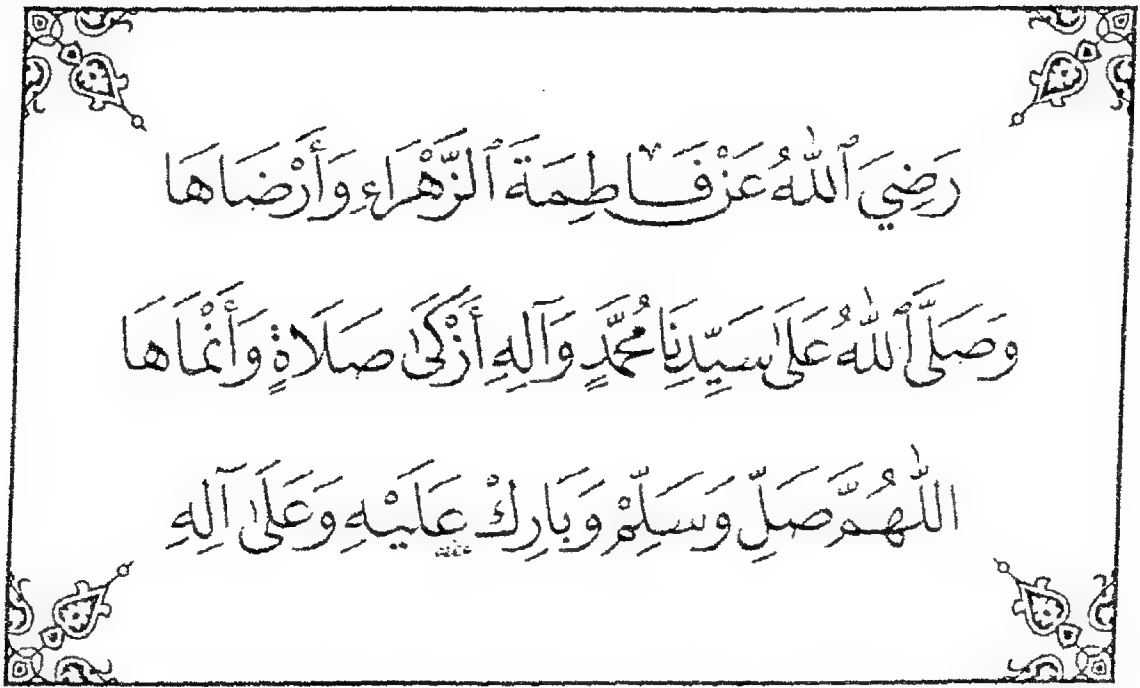 رَضِيَ ٱللّٰهُ عَنْ فَاطِمَةَ ٱلزَّهْرَاءِ وَأَرْضَاهَا
وَصَلَّى ٱللّٰهُ عَلَىٰ سَيِّدِنَا مُحَمَّدٍ وَآلِهِ أَزْكَىٰ صَلَاةٍ وَأَنْمَاهَا
اللّٰهُمَّ صَلِّ وَسَلِّمْ وَبَارِكْ عَلَيْهِ وَعَلَىٰ آلِهِ